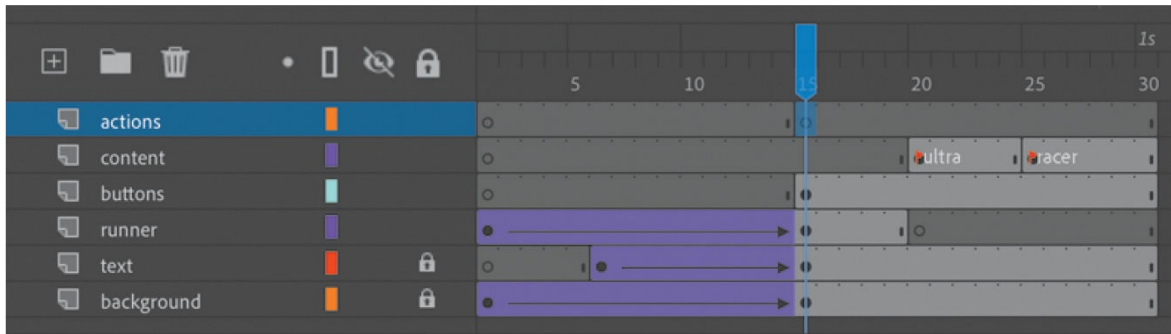 1s
5 10 15 20 25 30
actions
content ultra racer
buttons
runner
text
background